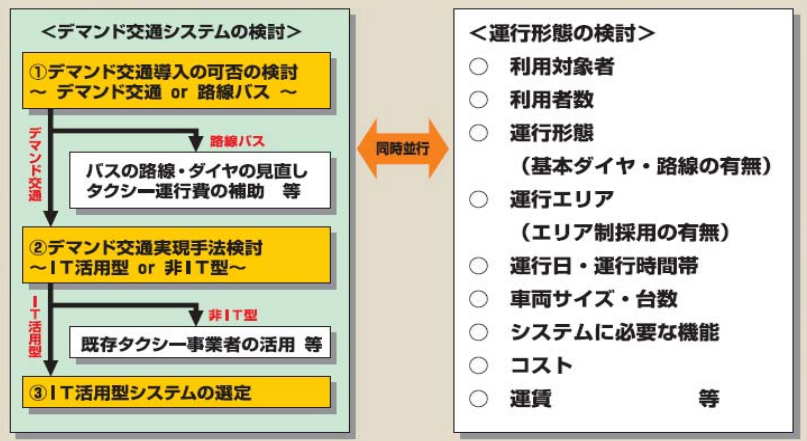 ＜デマンド交通システムの検討＞
①デマンド交通導入の可否の検討
～ デマンド交通 or 路線バス ～
デマンド交通
路線バス
バスの路線・ダイヤの見直し
タクシー運行費の補助　等
②デマンド交通実現手法検討
～ＩＴ活用型 or 非ＩＴ型～
ＩＴ活用型
非ＩＴ型
既存タクシー事業者の活用 等
③ＩＴ活用型システムの選定
同時並行
＜運行形態の検討＞
○　利用対象者
○　利用者数
○　運行形態
（基本ダイヤ・路線の有無）
○　運行エリア
（エリア制採用の有無）
○　運行日・運行時間帯
○　車両サイズ・台数
○　システムに必要な機能
○　コスト
○　運賃　　　　　　等